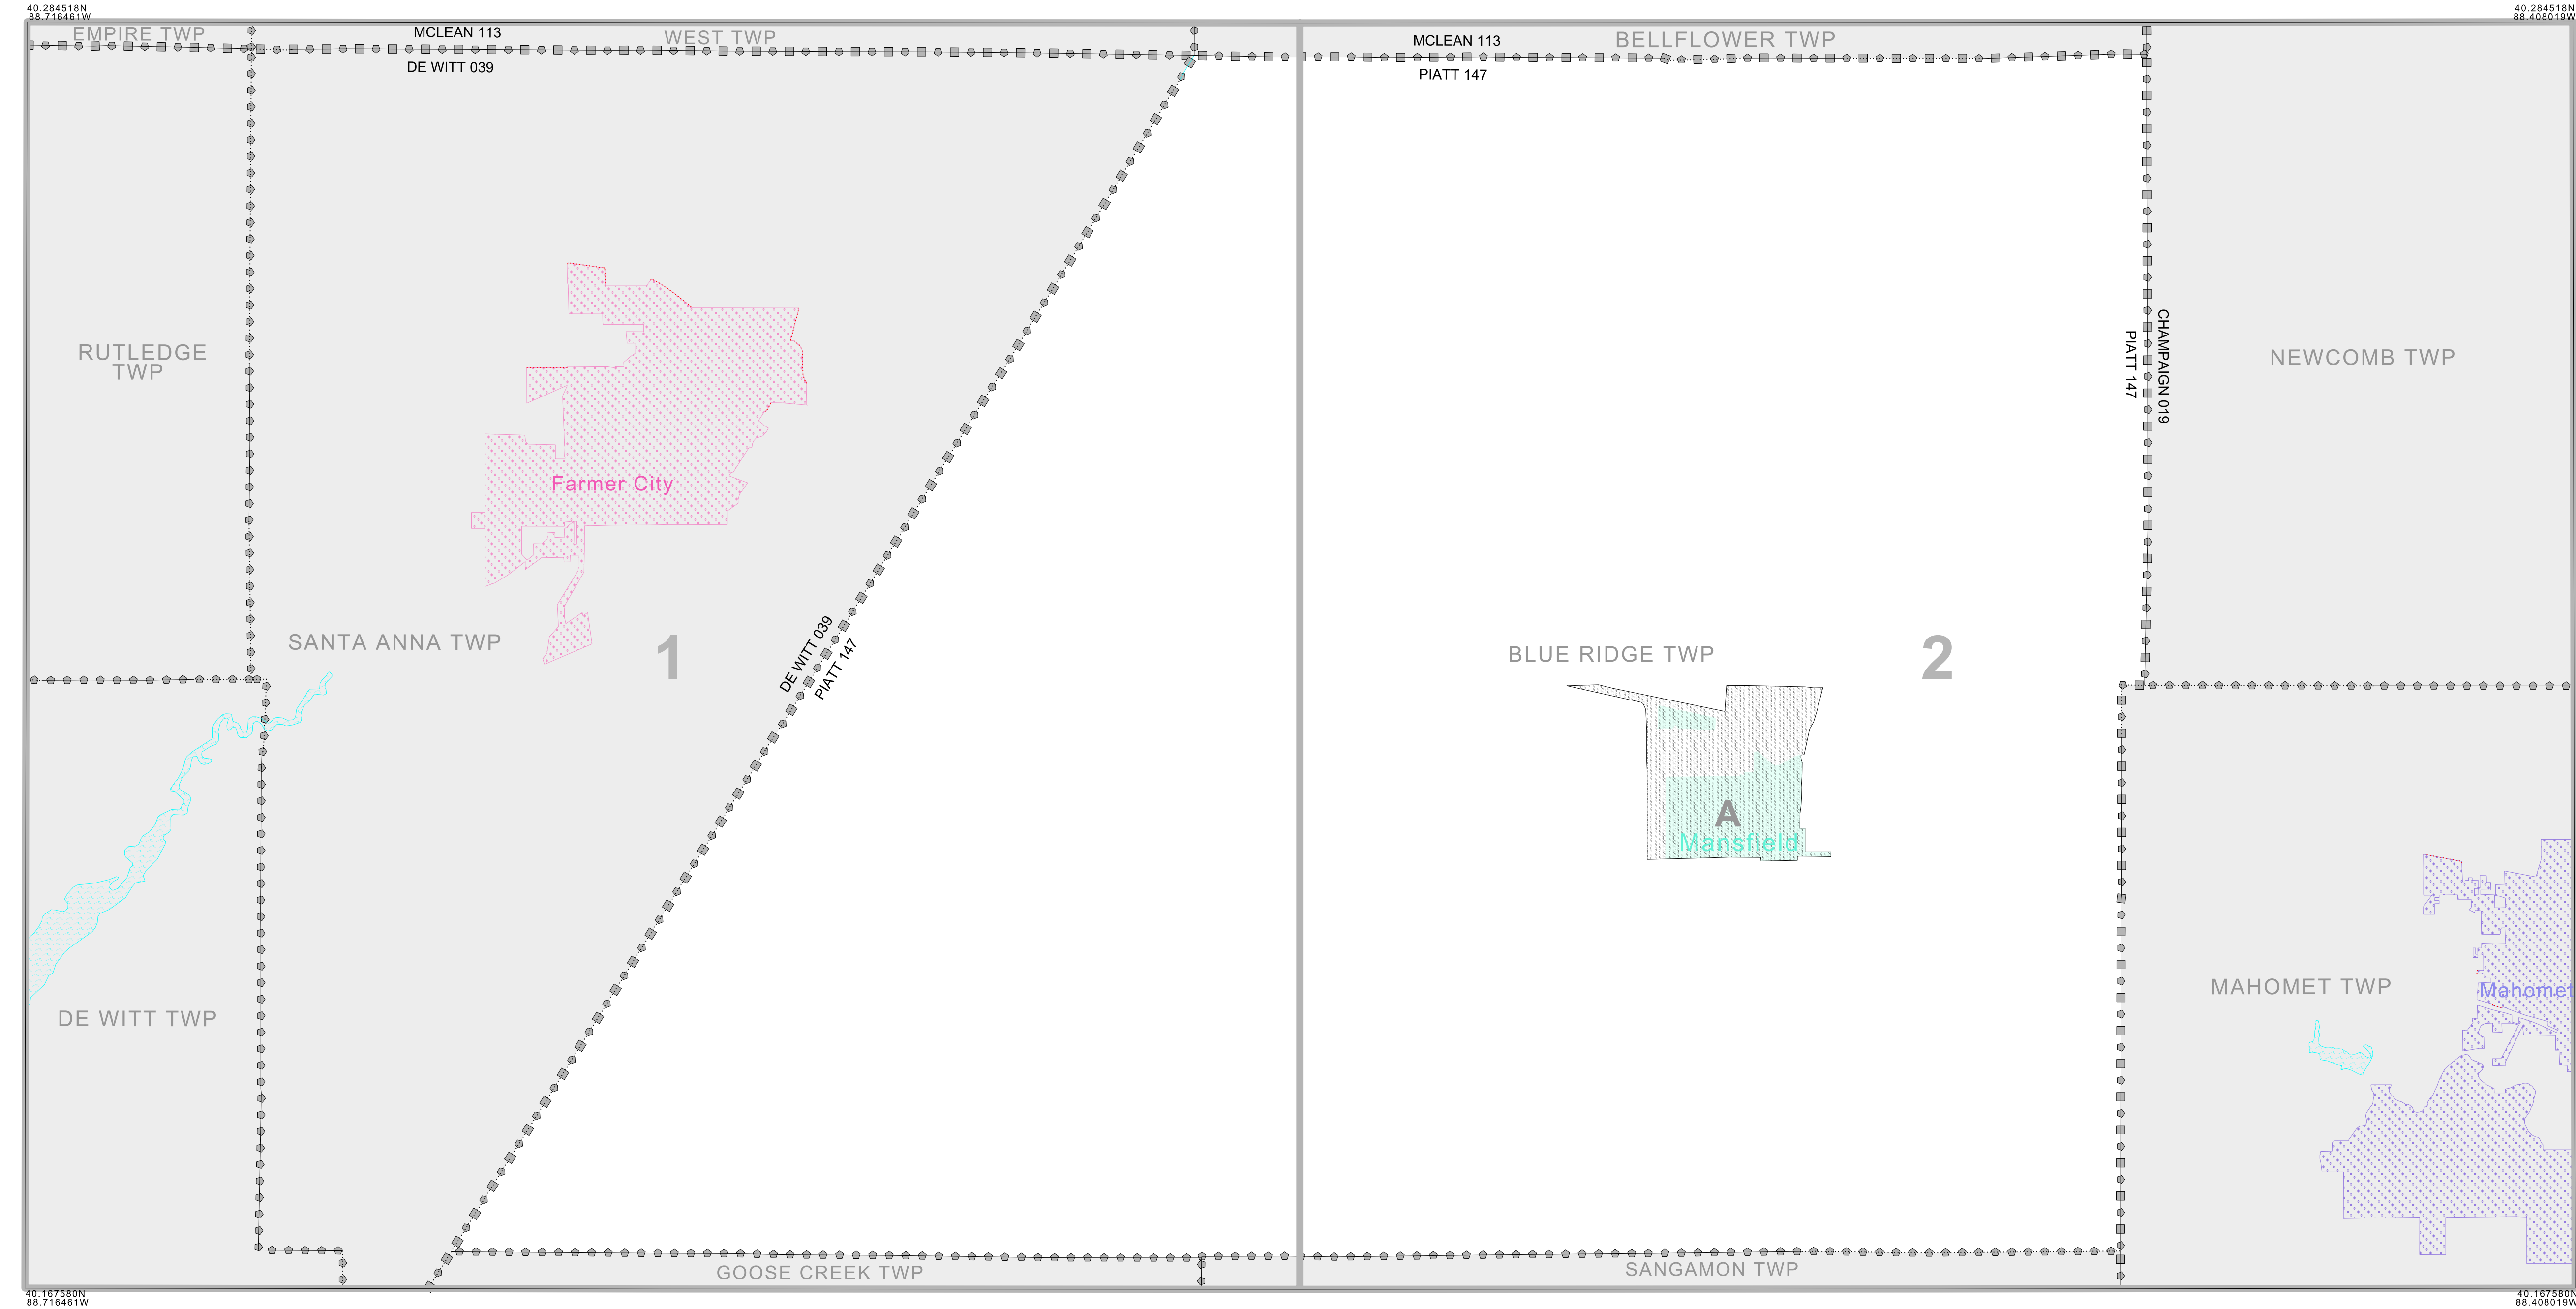 40.284518N
88.716461W
40.284518N
88.408019W
EMPIRE TWP
MCLEAN 113
WEST TWP
MCLEAN 113
BELLFLOWER TWP
DE WITT 039
PIATT 147
RUTLEDGE
TWP
PIATT 147
CHAMPAIGN 019
NEWCOMB TWP
Farmer City
SANTA ANNA TWP
1
DE WITT 039
PIATT 147
BLUE RIDGE TWP
2
A
Mansfield
DE WITT TWP
MAHOMET TWP
Mahomet
GOOSE CREEK TWP
SANGAMON TWP
40.167580N
88.716461W
40.167580N
88.408019W